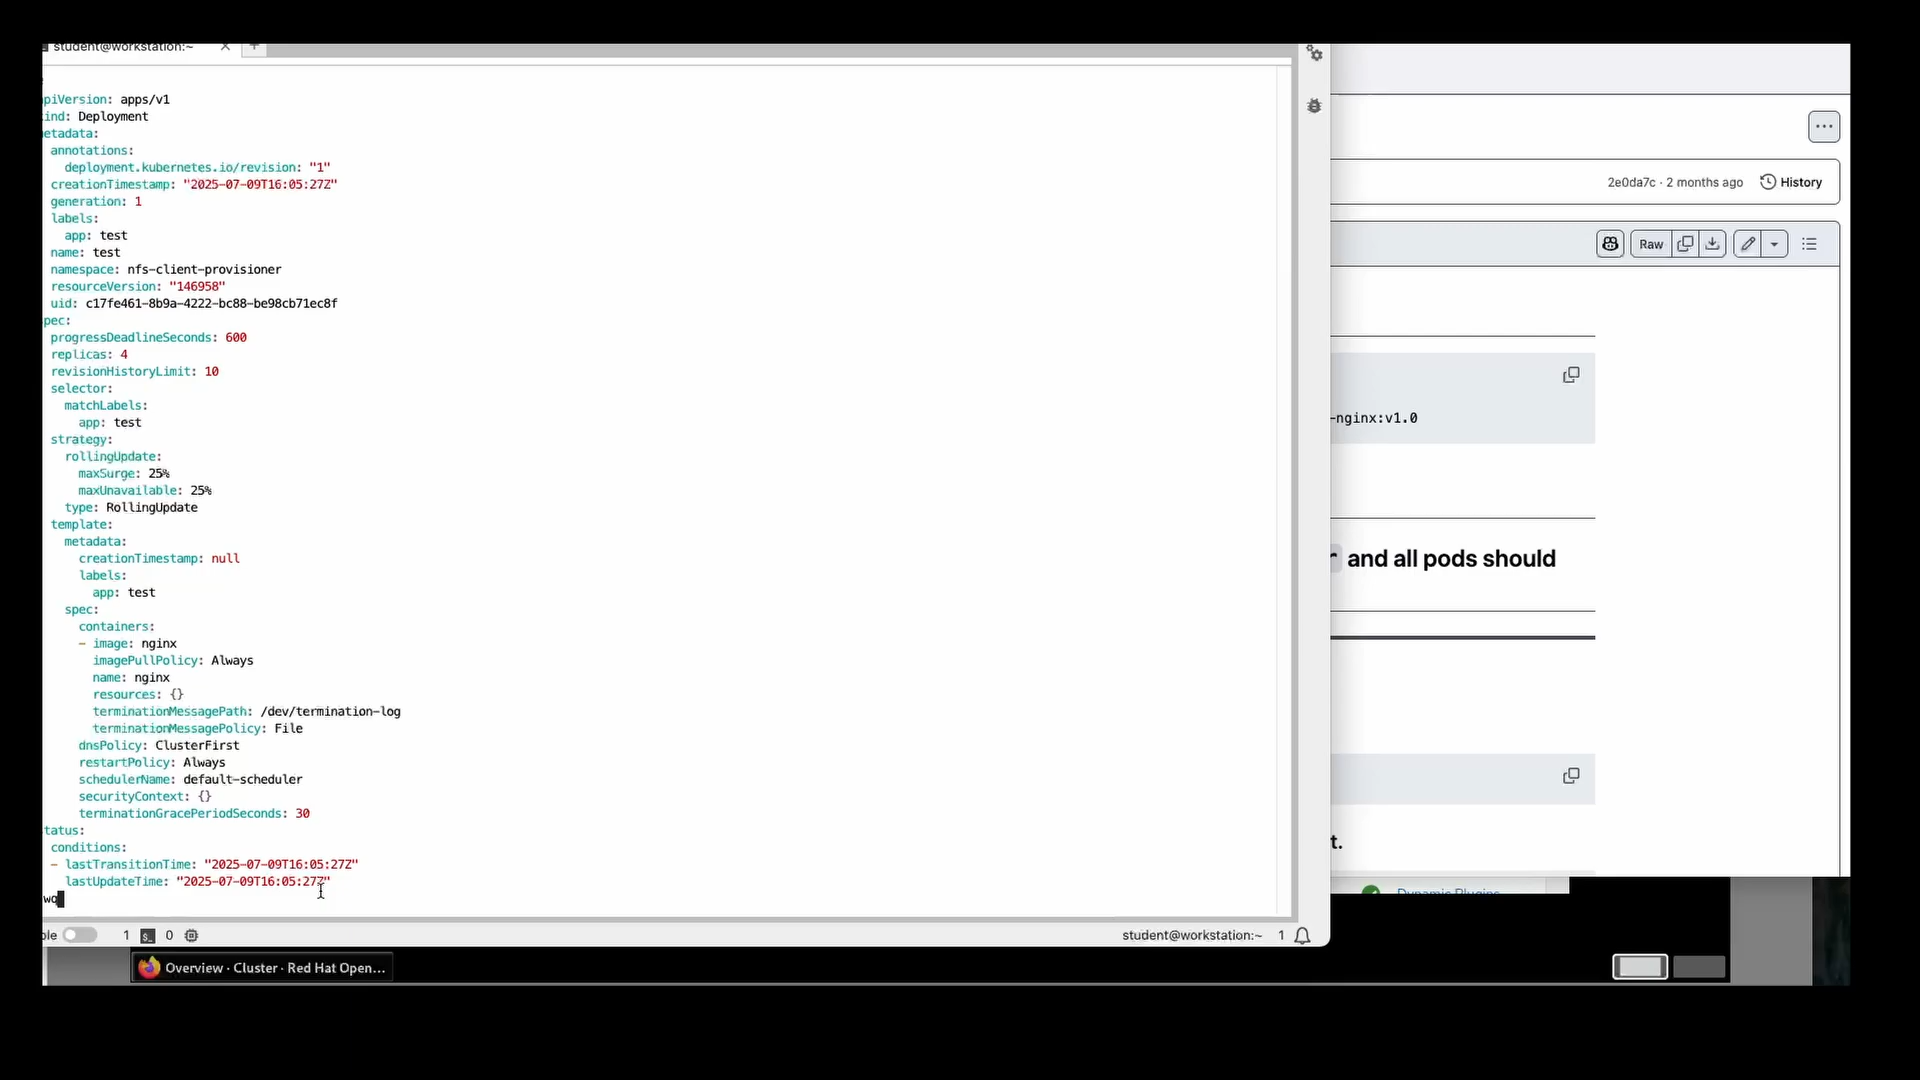 student@workstation:~
piVersion: apps/v1
ind: Deployment
etadata:
annotations:
deployment.kubernetes.io/revision: "1"
creationTimestamp: "2025-07-09T16:05:27Z"
generation: 1
labels:
app: test
name: test
namespace: nfs-client-provisioner
resourceVersion: "146958"
uid: c17fe461-8b9a-4222-bc88-be98cb71ec8f
pec:
progressDeadlineSeconds: 600
replicas: 4
revisionHistoryLimit: 10
selector:
matchLabels:
app: test
strategy:
rollingUpdate:
maxSurge: 25%
maxUnavailable: 25%
type: RollingUpdate
template:
metadata:
creationTimestamp: null
labels:
app: test
spec:
containers:
- image: nginx
imagePullPolicy: Always
name: nginx
resources: {}
terminationMessagePath: /dev/termination-log
terminationMessagePolicy: File
dnsPolicy: ClusterFirst
restartPolicy: Always
schedulerName: default-scheduler
securityContext: {}
terminationGracePeriodSeconds: 30
tatus:
conditions:
- lastTransitionTime: "2025-07-09T16:05:27Z"
lastUpdateTime: "2025-07-09T16:05:27Z"
wq
ple 1 0 student@workstation:~ 1
Overview · Cluster · Red Hat Open...
2e0da7c · 2 months ago History
Raw
-nginx:v1.0
r and all pods should
t.
Dynamic Plugins